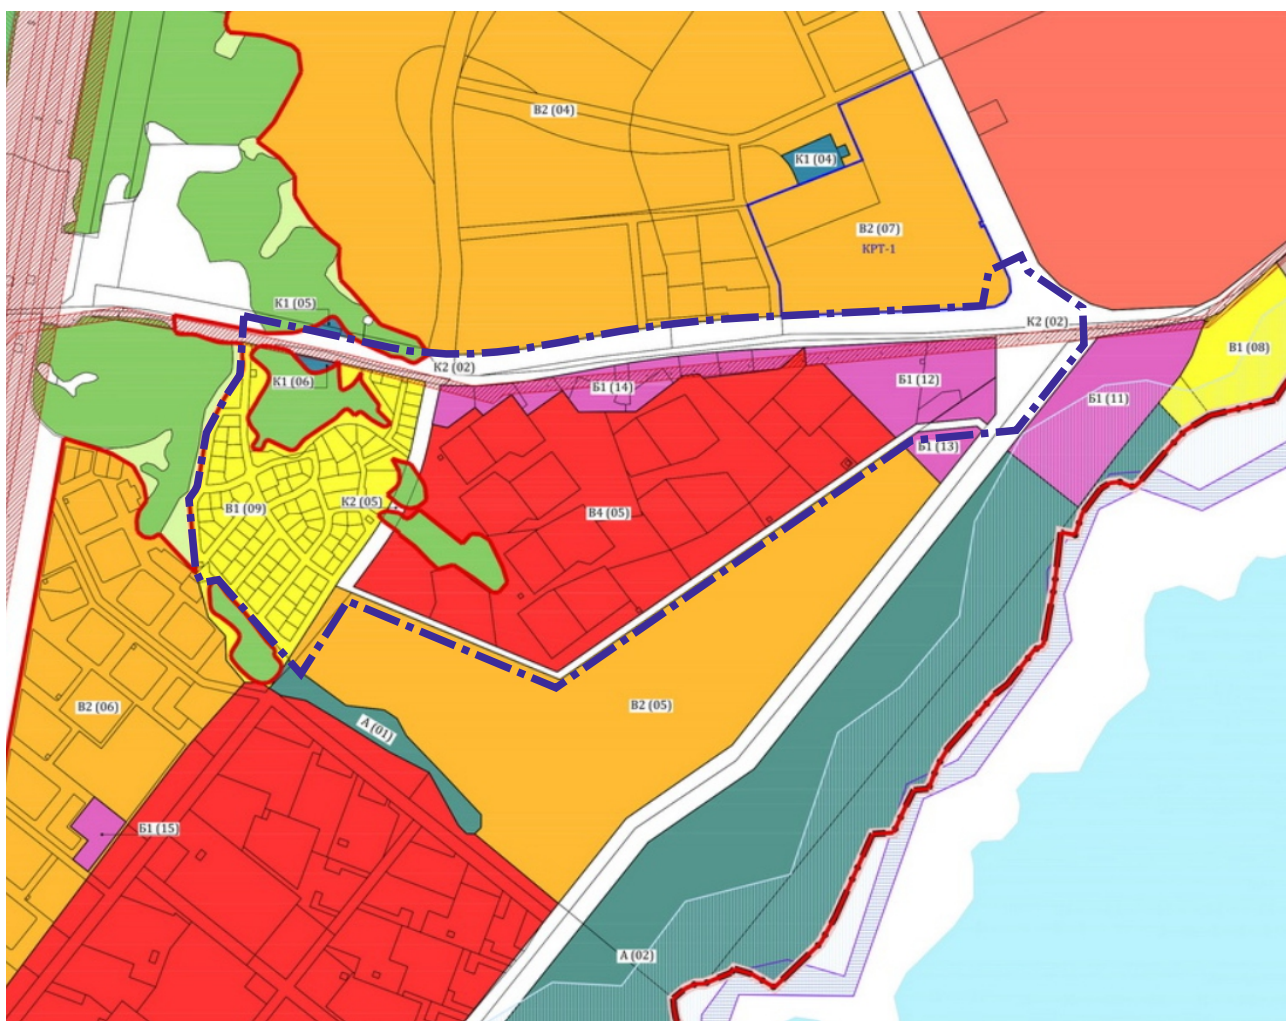 В2 (04)
К1 (04)
В2 (07)
КРТ-1
К1 (05)
К2 (02)
К2 (02)
В1 (08)
К1 (06)
Б1 (14)
Б1 (12)
Б1 (11)
Б1 (13)
К2 (05)
В1 (09)
В4 (05)
В2 (06)
В2 (05)
А (01)
Б1 (15)
А (02)